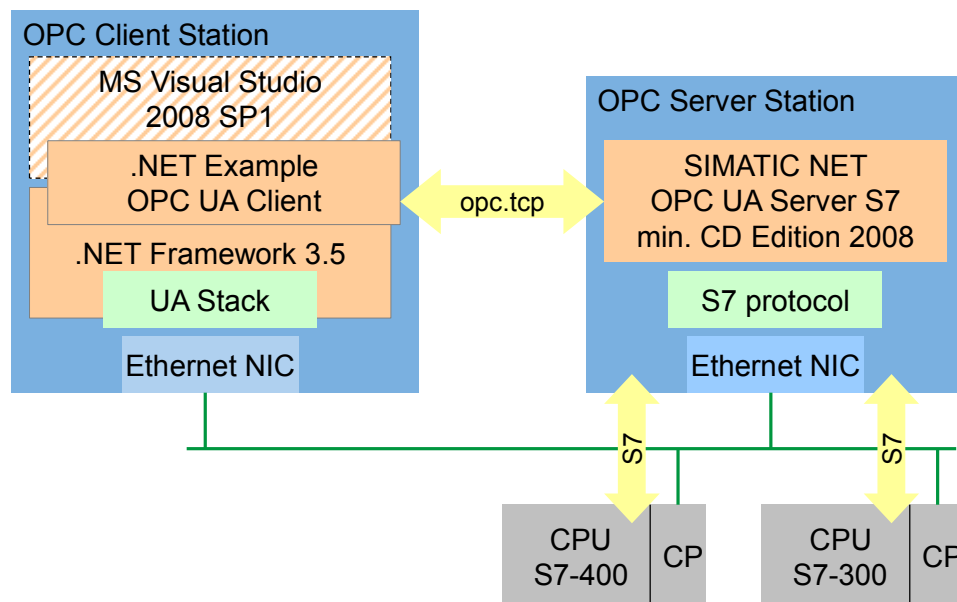 OPC Client Station
MS Visual Studio
2008 SP1
.NET Example
OPC UA Client
.NET Framework 3.5
UA Stack
Ethernet NIC
opc.tcp
OPC Server Station
SIMATIC NET
OPC UA Server S7
min. CD Edition 2008
S7 protocol
Ethernet NIC
S7
S7
CPU
S7-400
CP
CPU
S7-300
CP